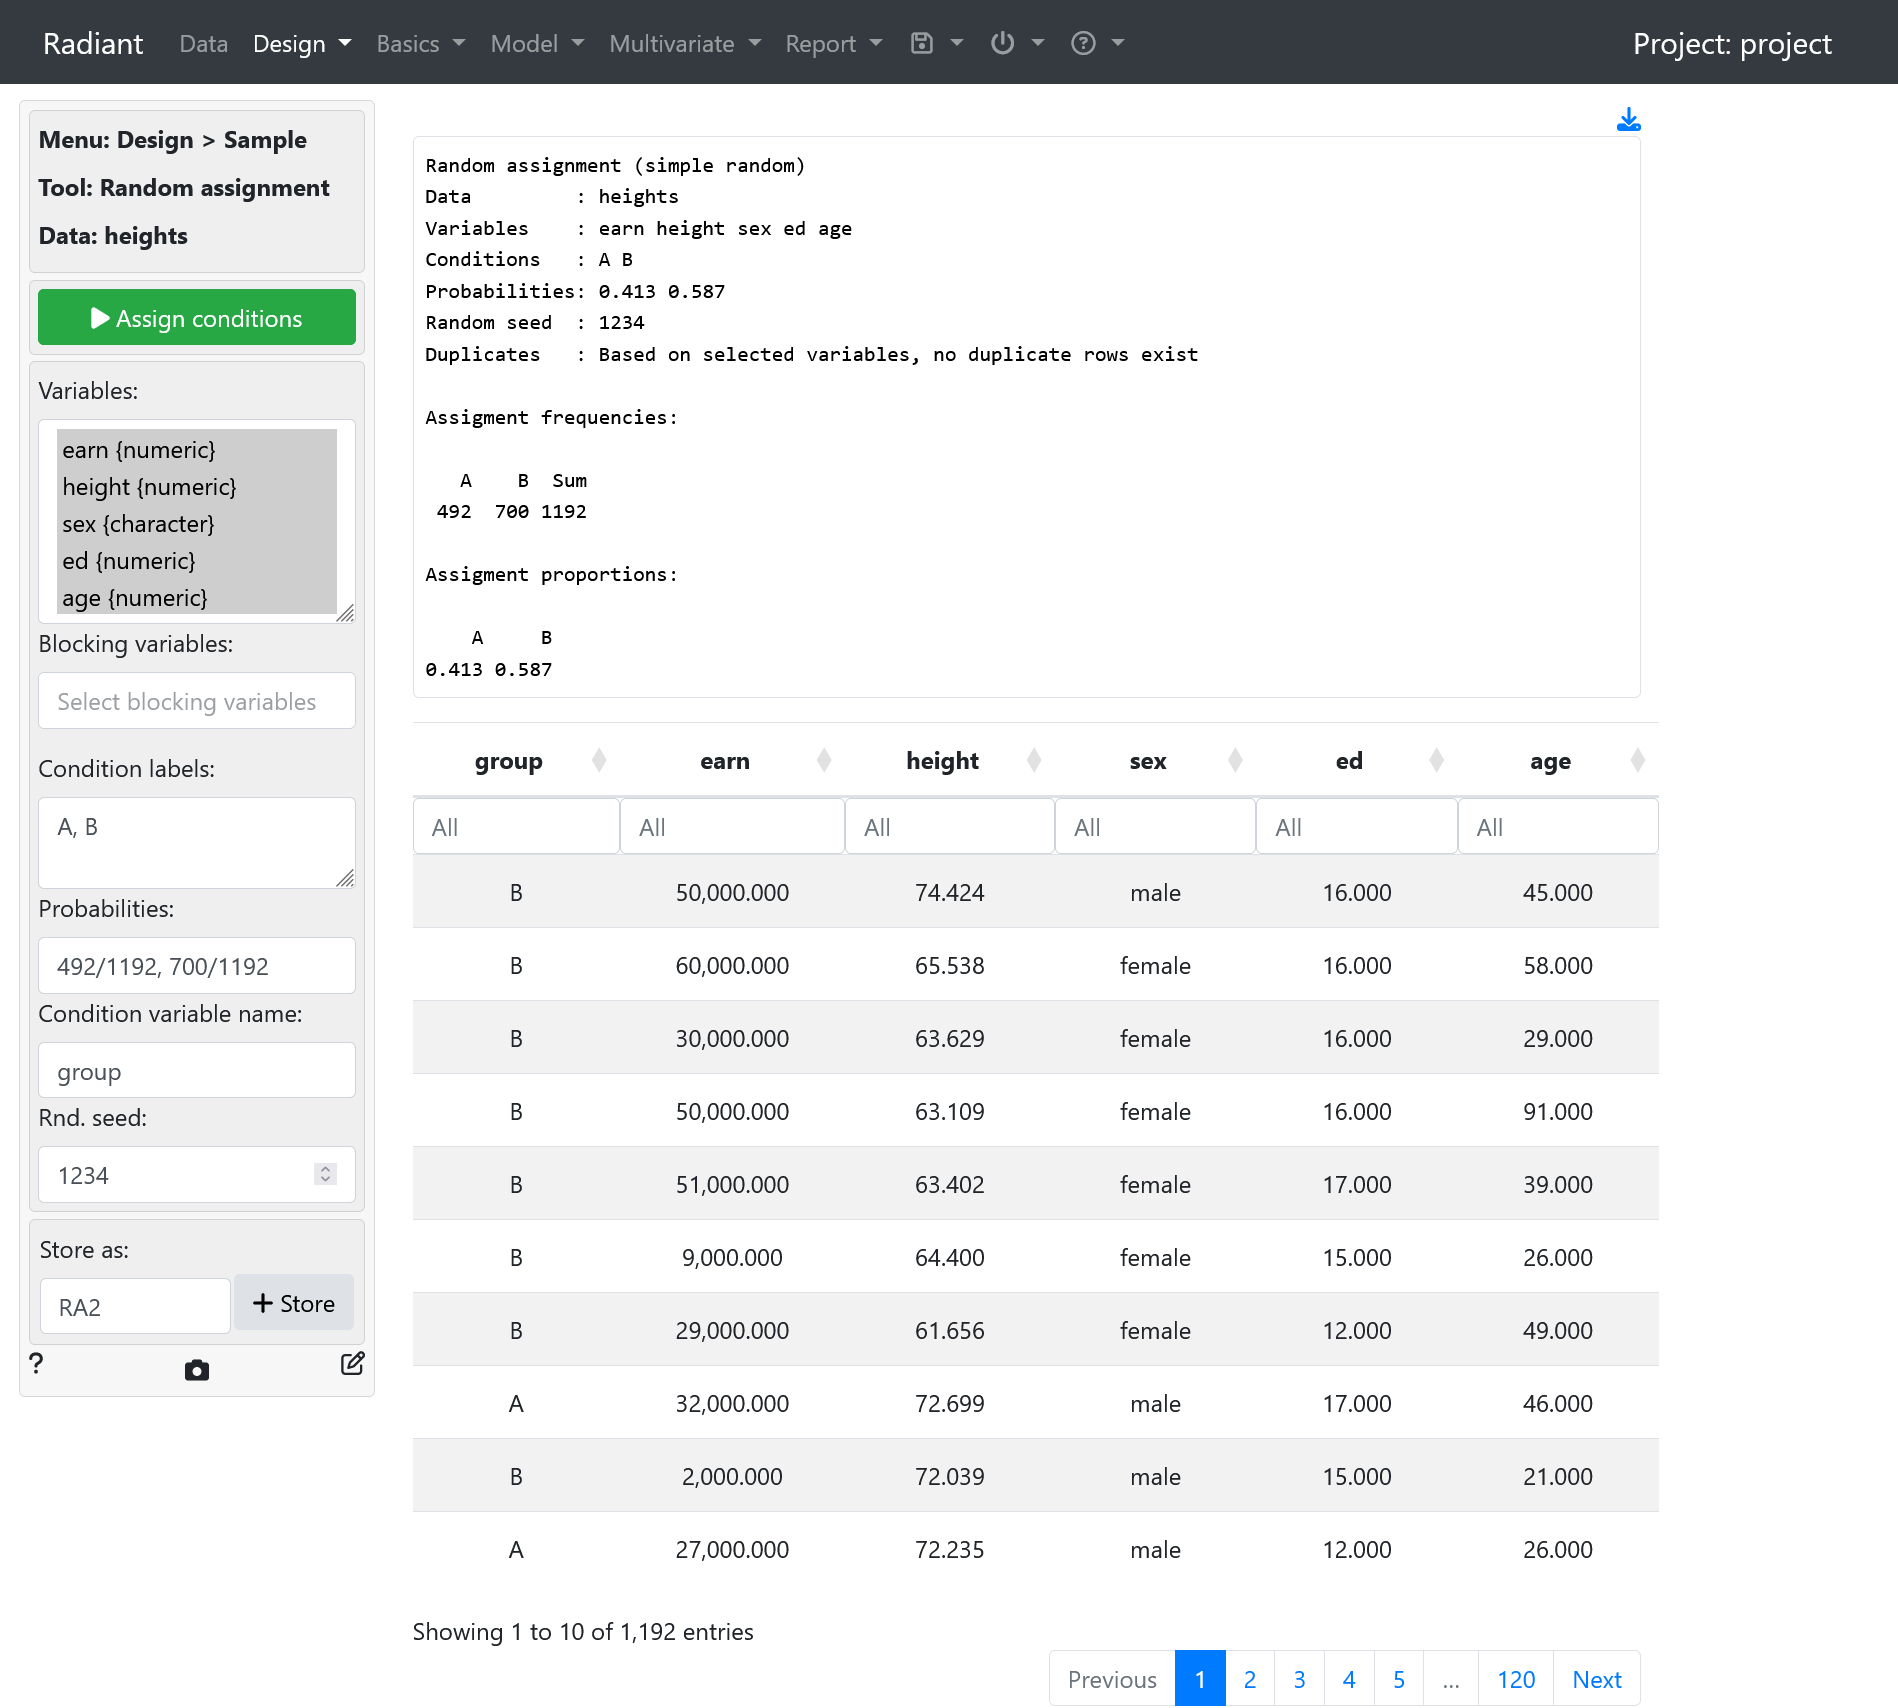 Radiant Data Design Basics Model Multivariate Report Project: project
Menu: Design > Sample
Tool: Random assignment
Data: heights
Assign conditions
Variables:
earn {numeric}
height {numeric}
sex {character}
ed {numeric}
age {numeric}
Blocking variables:
Select blocking variables
Condition labels:
A, B
Probabilities:
492/1192, 700/1192
Condition variable name:
group
Rnd. seed:
1234
Store as:
RA2 + Store
?
Random assignment (simple random)
Data : heights
Variables : earn height sex ed age
Conditions : A B
Probabilities: 0.413 0.587
Random seed : 1234
Duplicates : Based on selected variables, no duplicate rows exist
Assigment frequencies:
A B Sum
492 700 1192
Assigment proportions:
A B
0.413 0.587
group earn height sex ed age
All All All All All All
B 50,000.000 74.424 male 16.000 45.000
B 60,000.000 65.538 female 16.000 58.000
B 30,000.000 63.629 female 16.000 29.000
B 50,000.000 63.109 female 16.000 91.000
B 51,000.000 63.402 female 17.000 39.000
B 9,000.000 64.400 female 15.000 26.000
B 29,000.000 61.656 female 12.000 49.000
A 32,000.000 72.699 male 17.000 46.000
B 2,000.000 72.039 male 15.000 21.000
A 27,000.000 72.235 male 12.000 26.000
Showing 1 to 10 of 1,192 entries
Previous 1 2 3 4 5 ... 120 Next